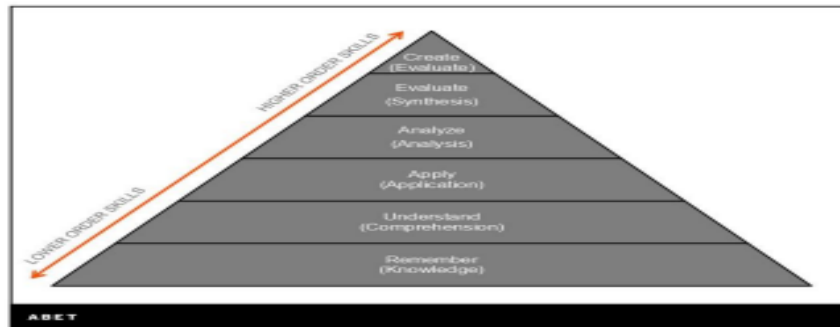 HIGHER ORDER SKILLS
LOWER ORDER SKILLS
Create
(Evaluate)
Evaluate
(Synthesis)
Analyze
(Analysis)
Apply
(Application)
Understand
(Comprehension)
Remember
(Knowledge)
ABET